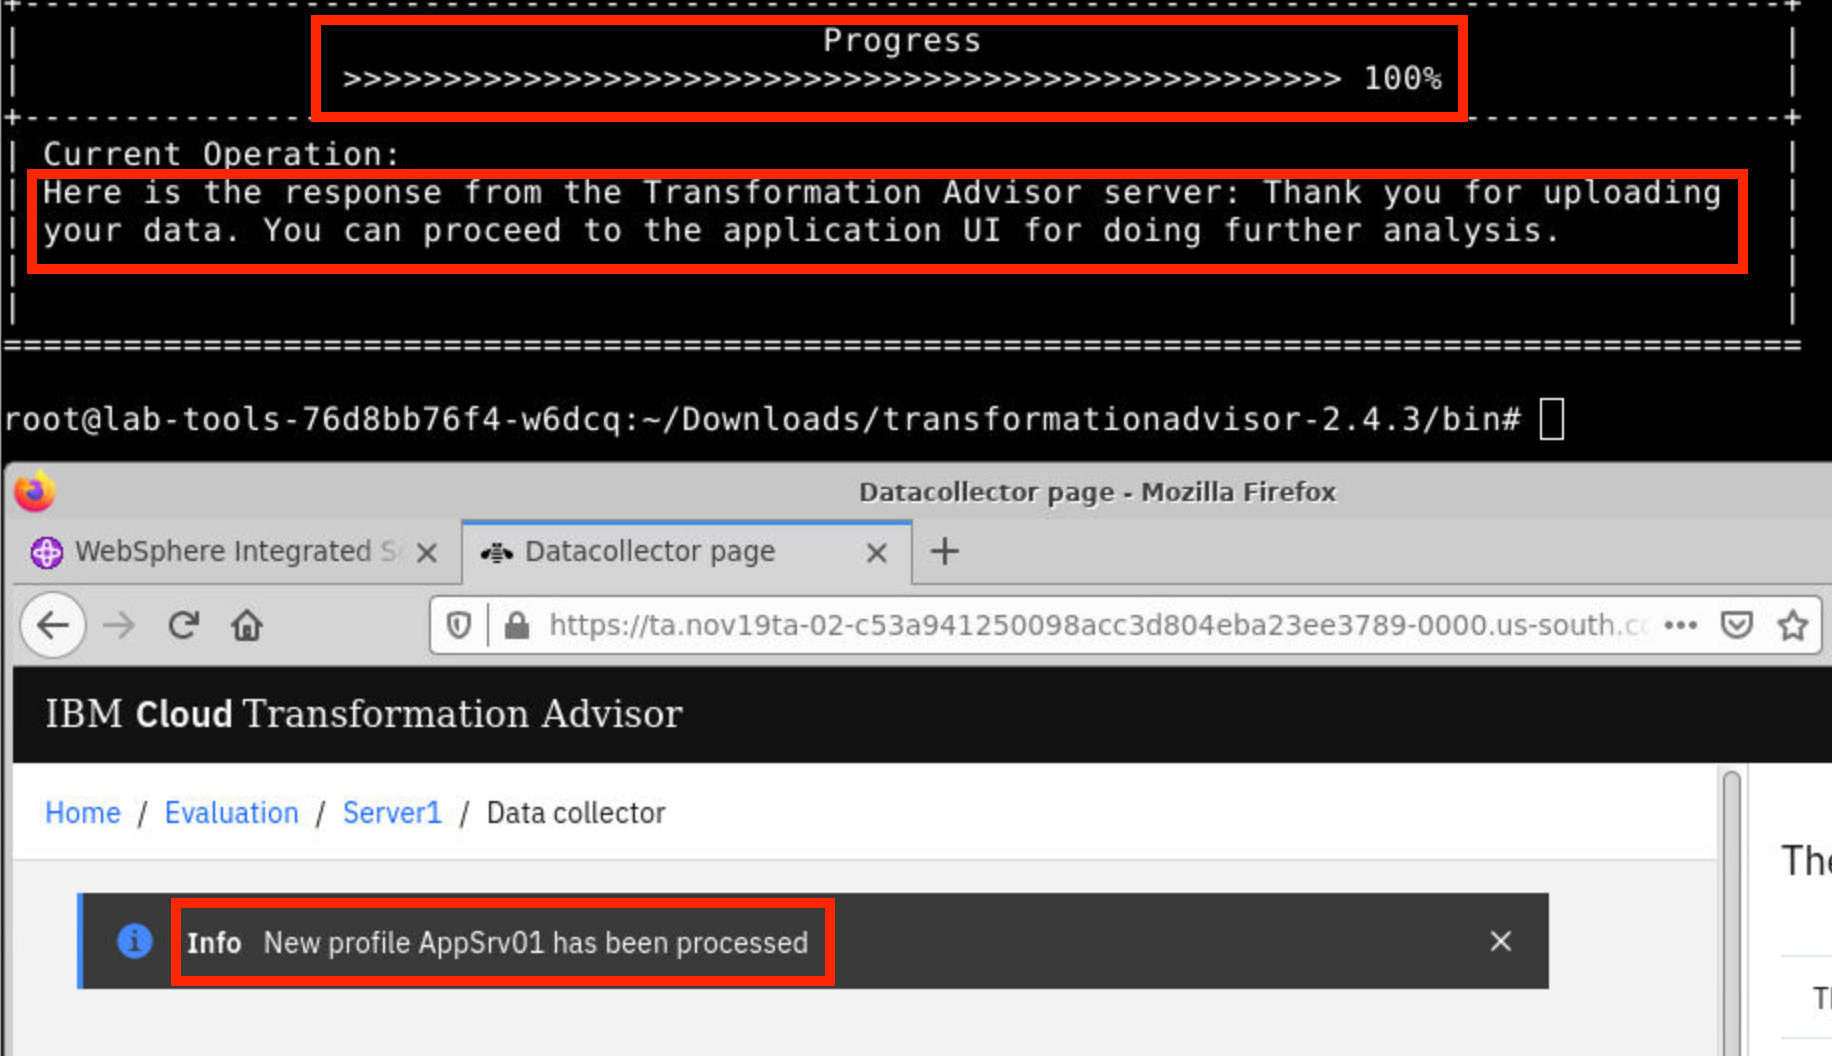 Progress
>>>>>>>>>>>>>>>>>>>>>>>>>>>>>>>>>>>>>>>>>>>>>>>>>> 100%
Current Operation:
Here is the response from the Transformation Advisor server: Thank you for uploading
your data. You can proceed to the application UI for doing further analysis.
root@lab-tools-76d8bb76f4-w6dcq:~/Downloads/transformationadvisor-2.4.3/bin#
Datacollector page - Mozilla Firefox
WebSphere Integrated S
Datacollector page
https://ta.nov19ta-02-c53a941250098acc3d804eba23ee3789-0000.us-south.c
IBM Cloud Transformation Advisor
Home / Evaluation / Server1 / Data collector
The
Info New profile AppSrv01 has been processed